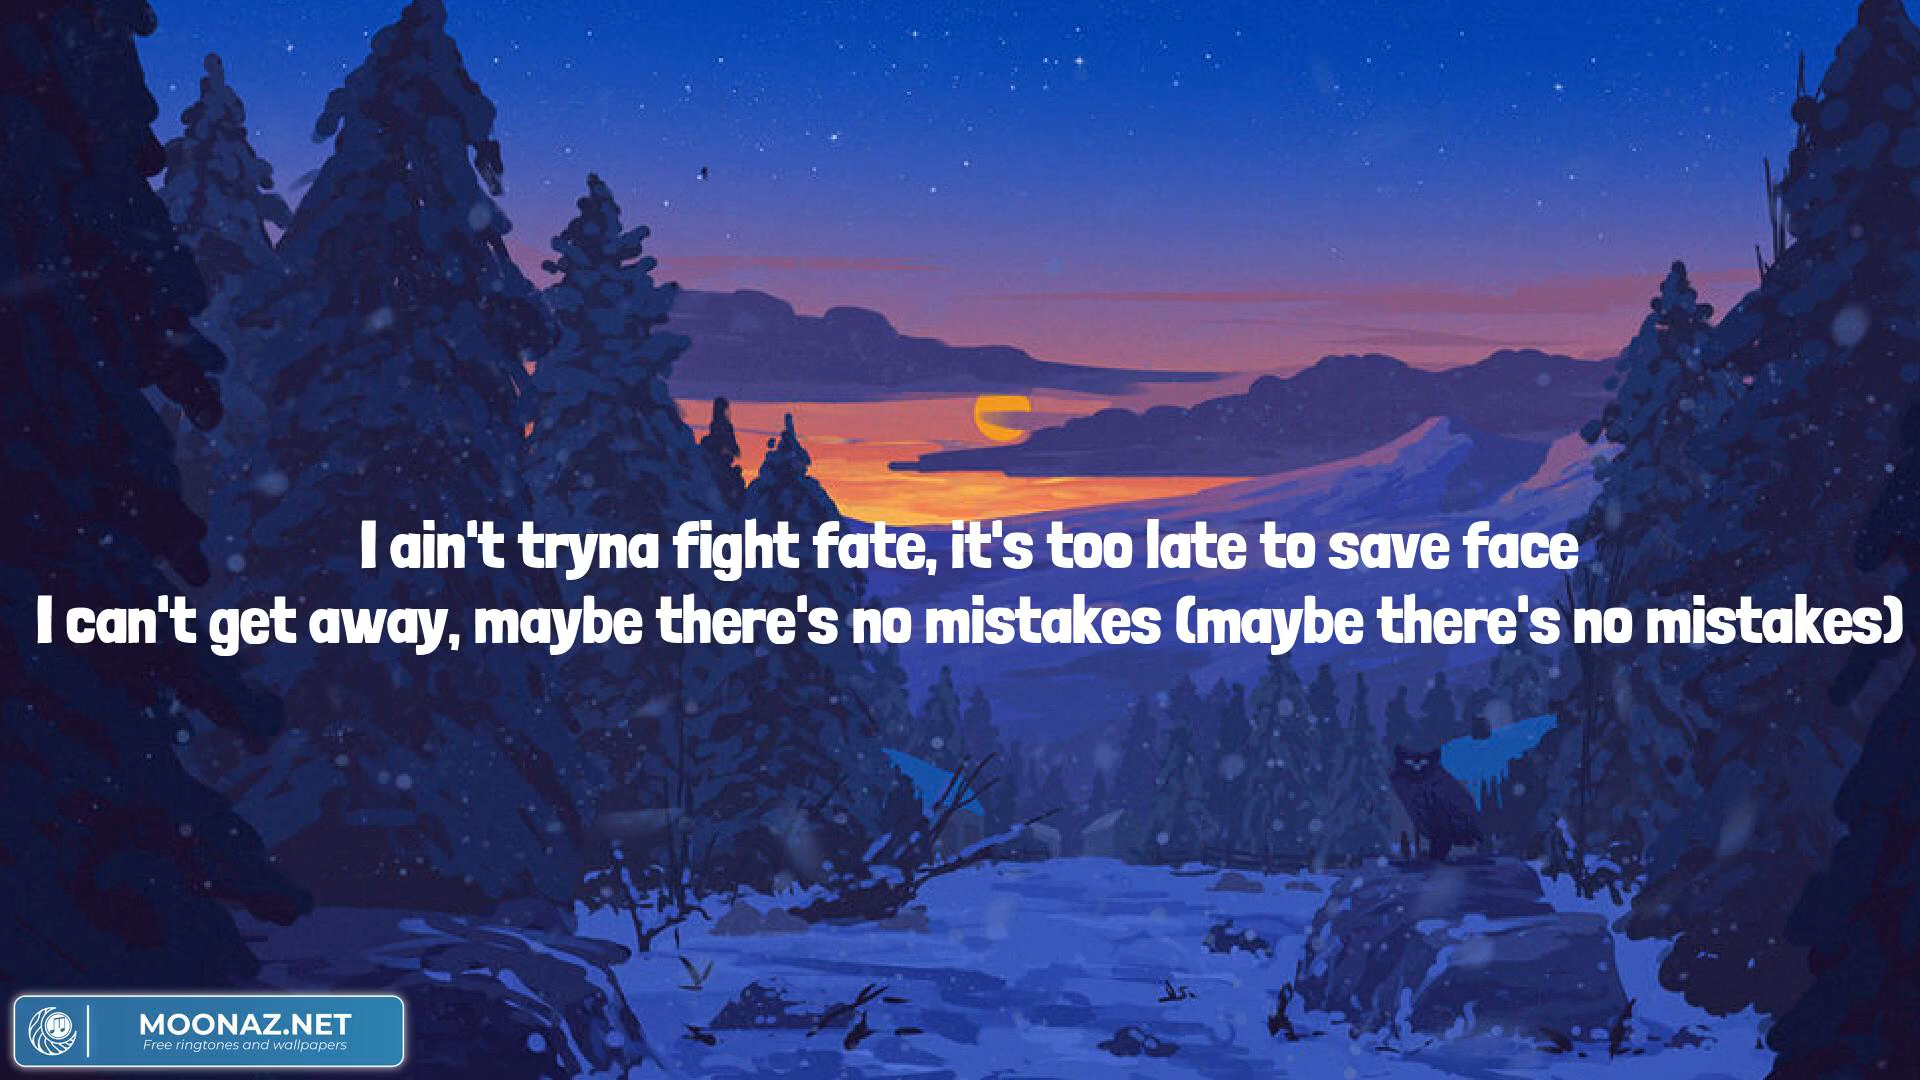 I ain't tryna fight fate, it's too late to save face
I can't get away, maybe there's no mistakes (maybe there's no mistakes)
MOONAZ.NET
Free ringtones and wallpapers